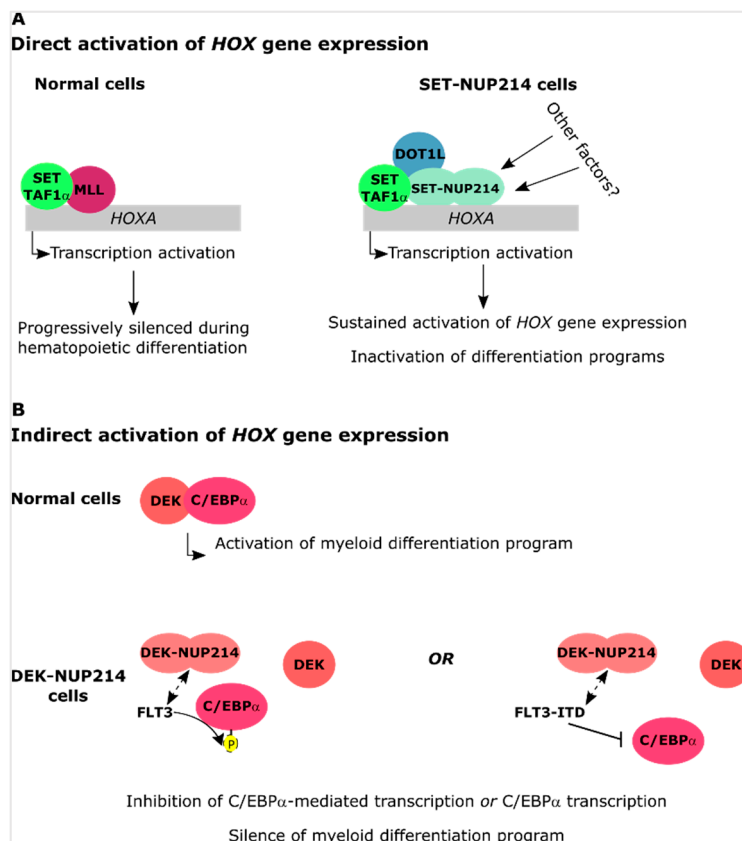 A
Direct activation of HOX gene expression
Normal cells
SET-NUP214 cells
SET
TAF1α
MLL
HOXA
Transcription activation
Progressively silenced during
hematopoietic differentiation
Other factors?
DOT1L
SET
TAF1α
SET-NUP214
HOXA
Transcription activation
Sustained activation of HOX gene expression
Inactivation of differentiation programs
B
Indirect activation of HOX gene expression
Normal cells
DEK
C/EBPα
Activation of myeloid differentiation program
DEK-NUP214
cells
DEK-NUP214
DEK
FLT3
C/EBPα
P
OR
DEK-NUP214
DEK
FLT3-ITD
C/EBPα
Inhibition of C/EBPα-mediated transcription or C/EBPα transcription
Silence of myeloid differentiation program